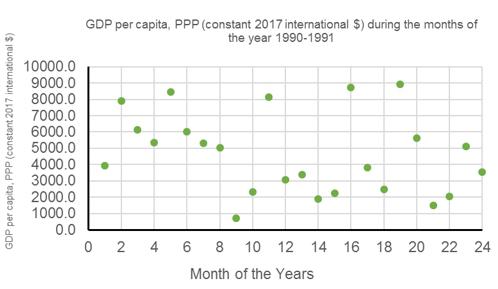 GDP per capita, PPP (constant 2017 international $) during the months of
the year 1990-1991
GDP per capita, PPP (constant 2017 international $)
10000.0
9000.0
8000.0
7000.0
6000.0
5000.0
4000.0
3000.0
2000.0
1000.0
0.0
0 2 4 6 8 10 12 14 16 18 20 22 24
Month of the Years